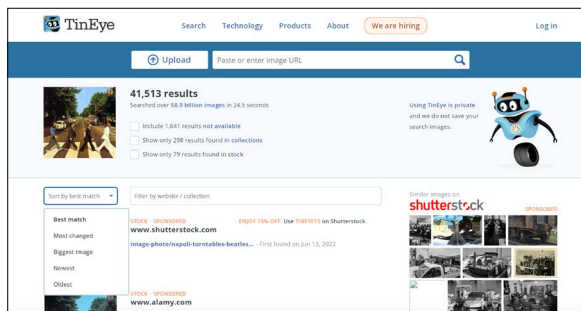 TinEye
Search Technology Products About We are hiring Log in
Upload Paste or enter image URL
41,513 results
Searched over 58.9 billion images in 24.5 seconds
Include 1,641 results not available
Show only 298 results found in collections
Show only 79 results found in stock
Using TinEye is private
and we do not save your
search images.
Sort by best match Filter by website / collection
Best match
Most changed
Biggest image
Newest
Oldest
STOCK - SPONSORED ENJOY 15% OFF. Use TINEYE15 on Shutterstock.
www.shutterstock.com
image-photo/napoli-turntables-beatles... - First found on Jun 13, 2022
STOCK - SPONSORED
www.alamy.com
Similar images on
shutterstock
SPONSORED